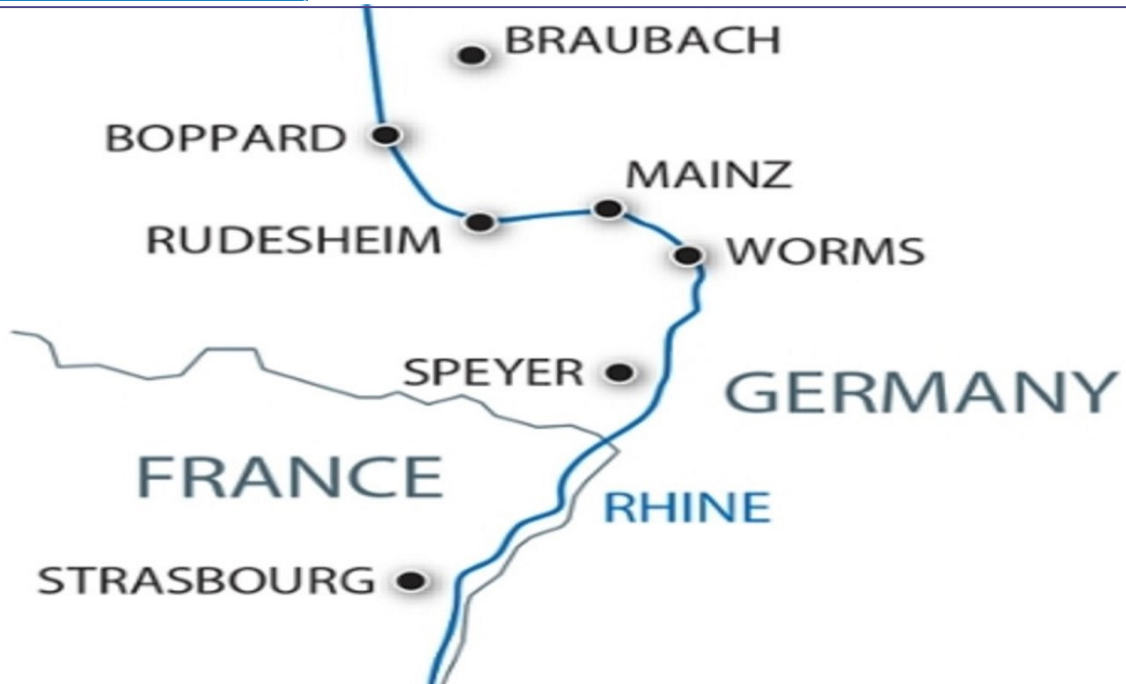 BRAUBACH
BOPPARD
MAINZ
RUDESHEIM
WORMS
SPEYER
GERMANY
FRANCE
RHINE
STRASBOURG